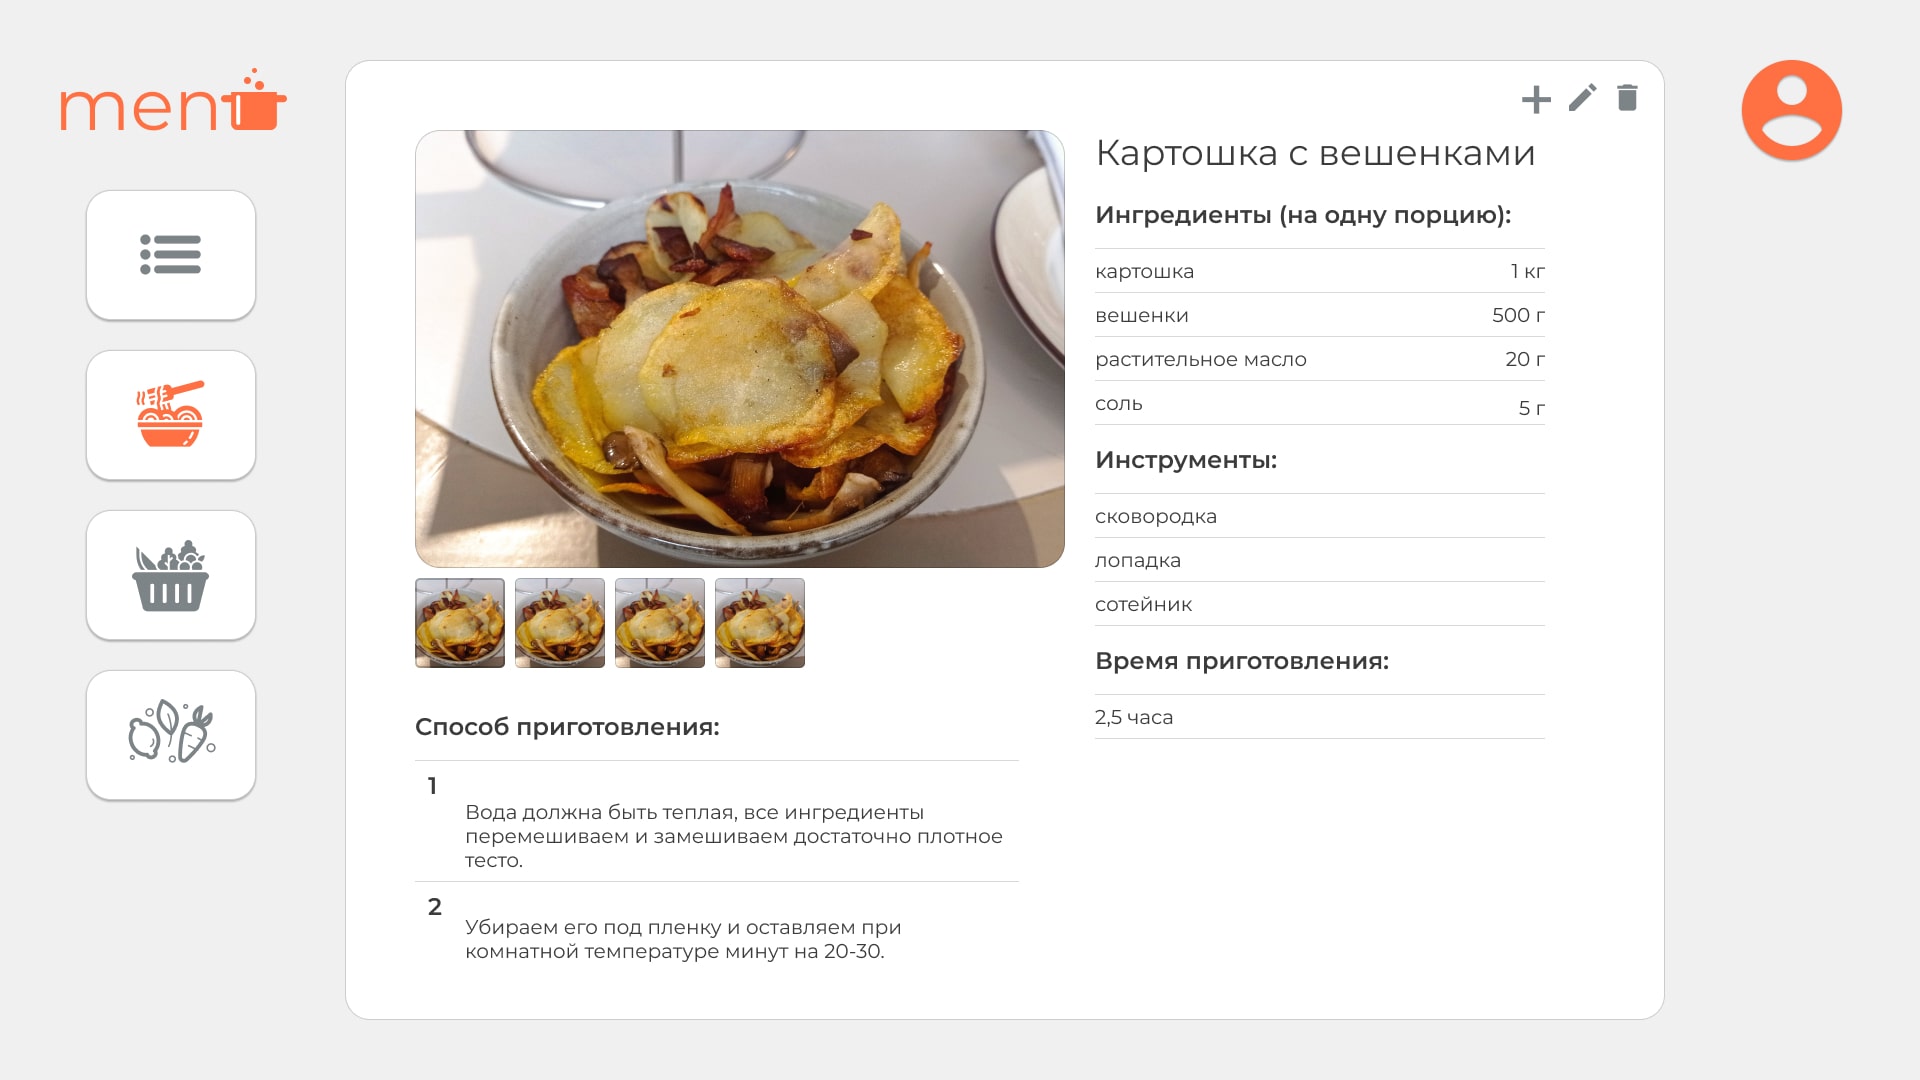 menu
Картошка с вешенками
Ингредиенты (на одну порцию):
картошка 1 кг
вешенки 500 г
растительное масло 20 г
соль 5 г
Инструменты:
сковородка
лопадка
сотейник
Время приготовления:
2,5 часа
Способ приготовления:
1
Вода должна быть теплая, все ингредиенты
перемешиваем и замешиваем достаточно плотное
тесто.
2
Убираем его под пленку и оставляем при
комнатной температуре минут на 20-30.